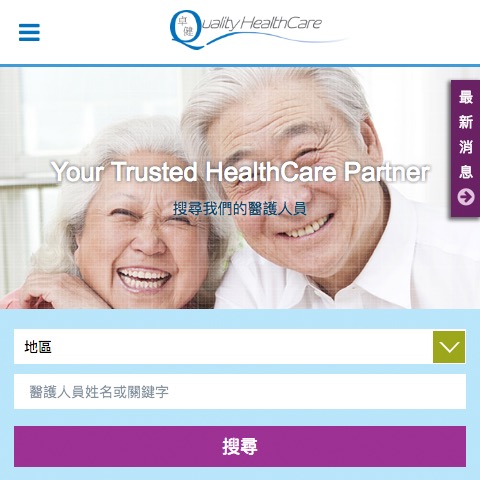 卓健
Quality HealthCare
最新消息
Your Trusted HealthCare Partner
搜尋我們的醫護人員
地區
醫護人員姓名或關鍵字
搜尋